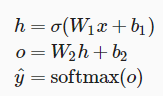 h = σ(W₁x + b₁)
o = W₂h + b₂
ŷ = softmax(o)